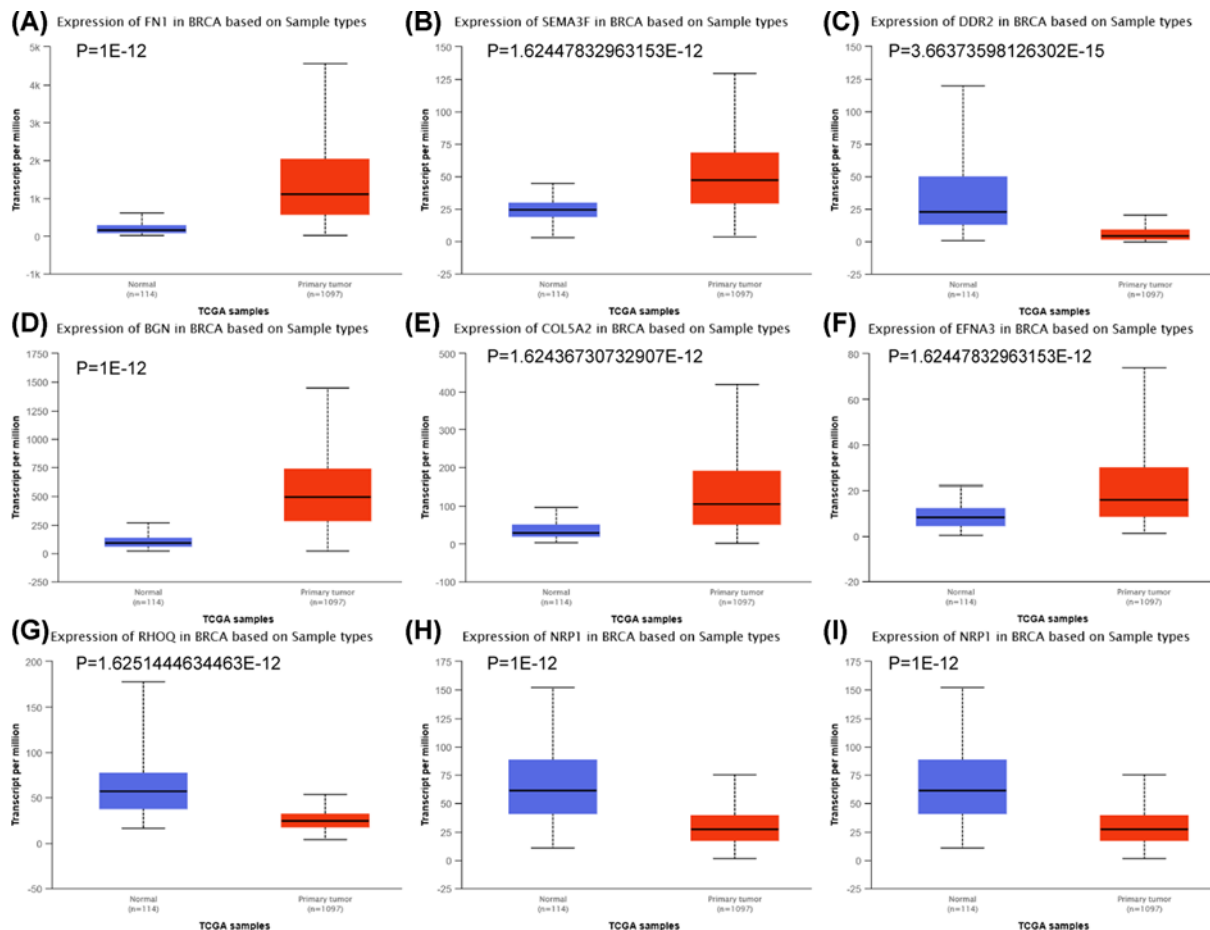 (A) Expression of FN1 in BRCA based on Sample types
P=1E-12
5k
4k
3k
2k
1k
0
-1k
Transcript per million
Normal
(n=114)
Primary tumor
(n=1097)
TCGA samples
(B) Expression of SEMA3F in BRCA based on Sample types
P=1.62447832963153E-12
150
125
100
75
50
25
0
-25
Transcript per million
Normal
(n=114)
Primary tumor
(n=1097)
TCGA samples
(C) Expression of DDR2 in BRCA based on Sample types
P=3.66373598126302E-15
150
125
100
75
50
25
0
-25
Transcript per million
Normal
(n=114)
Primary tumor
(n=1097)
TCGA samples
(D) Expression of BGN in BRCA based on Sample types
P=1E-12
1750
1500
1250
1000
750
500
250
0
-250
Transcript per million
Normal
(n=114)
Primary tumor
(n=1097)
TCGA samples
(E) Expression of COL5A2 in BRCA based on Sample types
P=1.62436730732907E-12
500
400
300
200
100
0
-100
Transcript per million
Normal
(n=114)
Primary tumor
(n=1097)
TCGA samples
(F) Expression of EFNA3 in BRCA based on Sample types
P=1.62447832963153E-12
80
60
40
20
0
-20
Transcript per million
Normal
(n=114)
Primary tumor
(n=1097)
TCGA samples
(G) Expression of RHOQ in BRCA based on Sample types
P=1.6251444634463E-12
200
150
100
50
0
-50
Transcript per million
Normal
(n=114)
Primary tumor
(n=1097)
TCGA samples
(H) Expression of NRP1 in BRCA based on Sample types
P=1E-12
175
150
125
100
75
50
25
0
-25
Transcript per million
Normal
(n=114)
Primary tumor
(n=1097)
TCGA samples
(I) Expression of NRP1 in BRCA based on Sample types
P=1E-12
175
150
125
100
75
50
25
0
-25
Transcript per million
Normal
(n=114)
Primary tumor
(n=1097)
TCGA samples